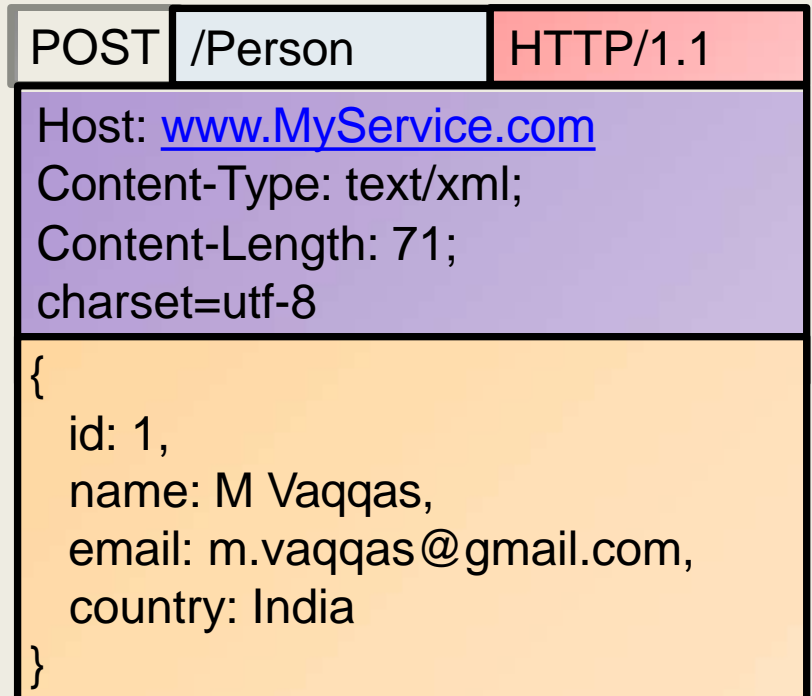 POST /Person HTTP/1.1
Host: www.MyService.com
Content-Type: text/xml;
Content-Length: 71;
charset=utf-8
{
id: 1,
name: M Vaqqas,
email: m.vaqqas@gmail.com,
country: India
}